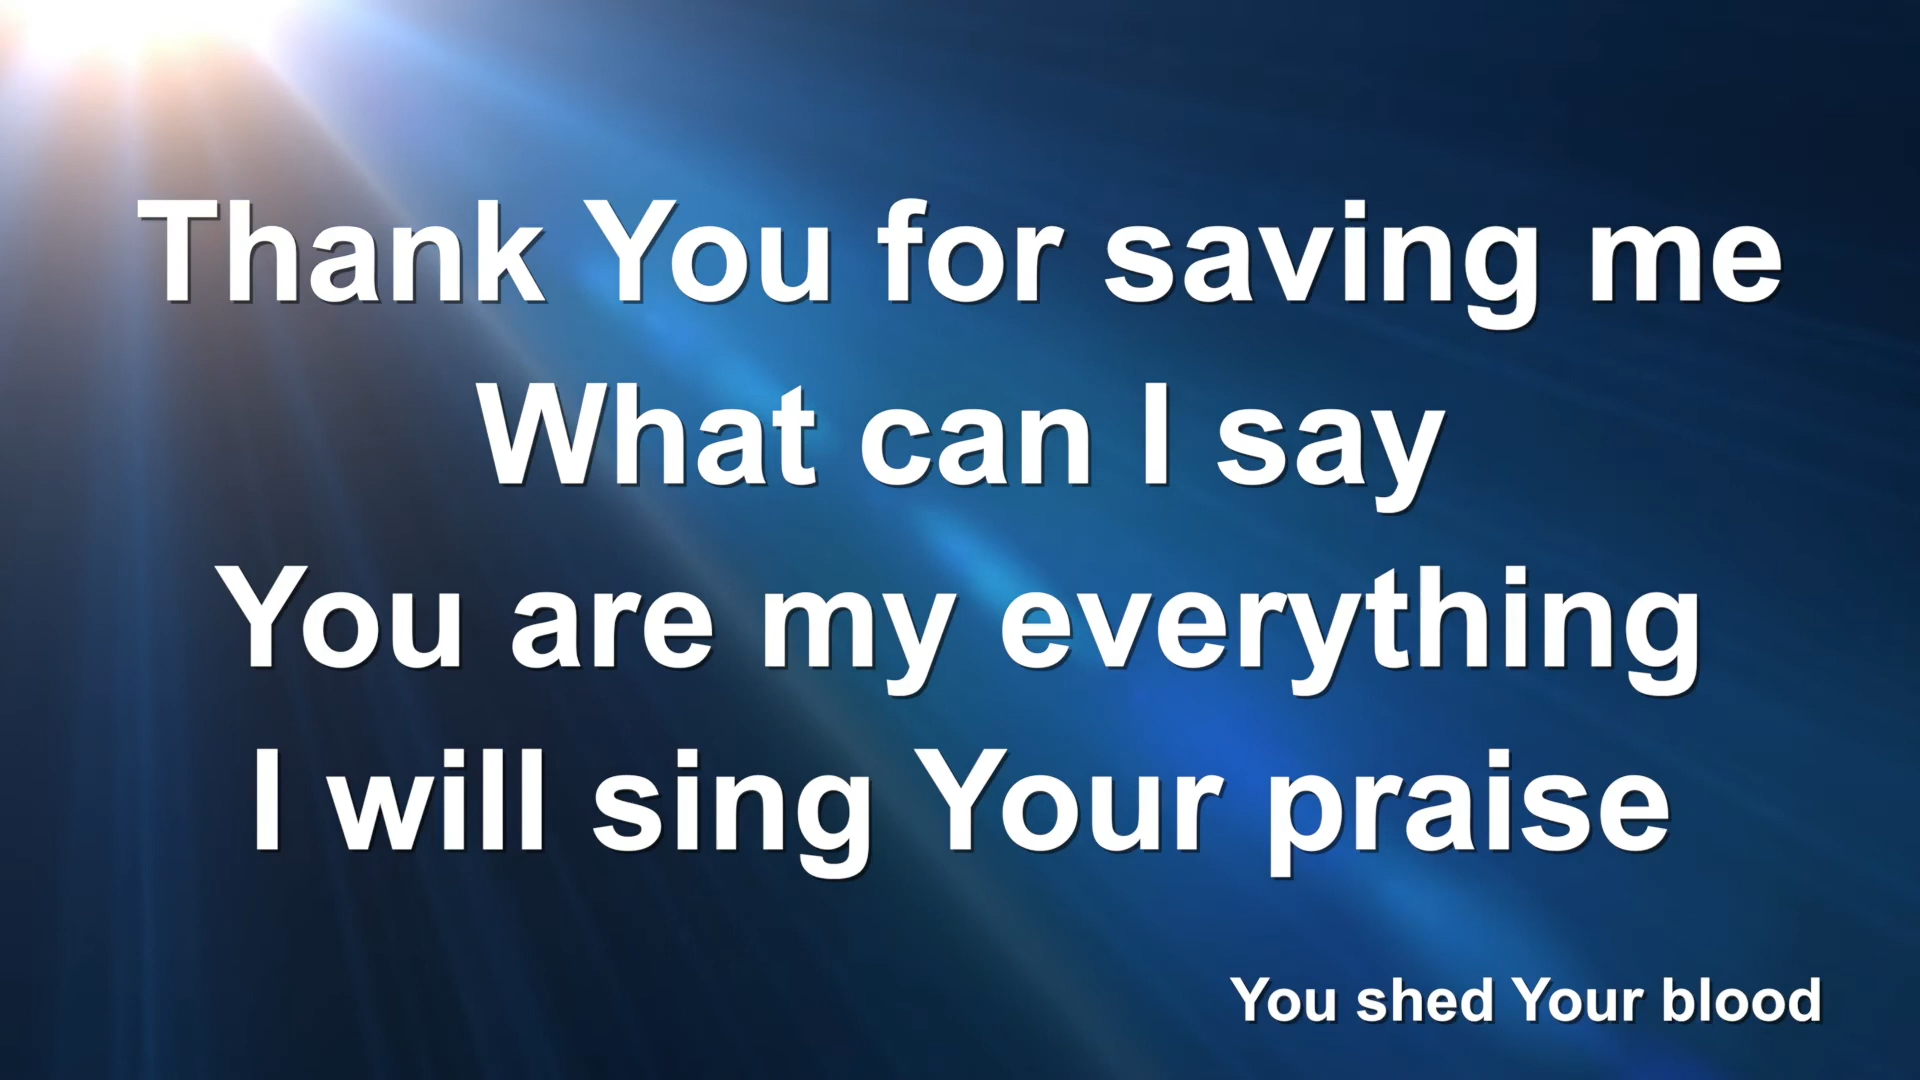 Thank You for saving me
What can I say
You are my everything
I will sing Your praise
You shed Your blood